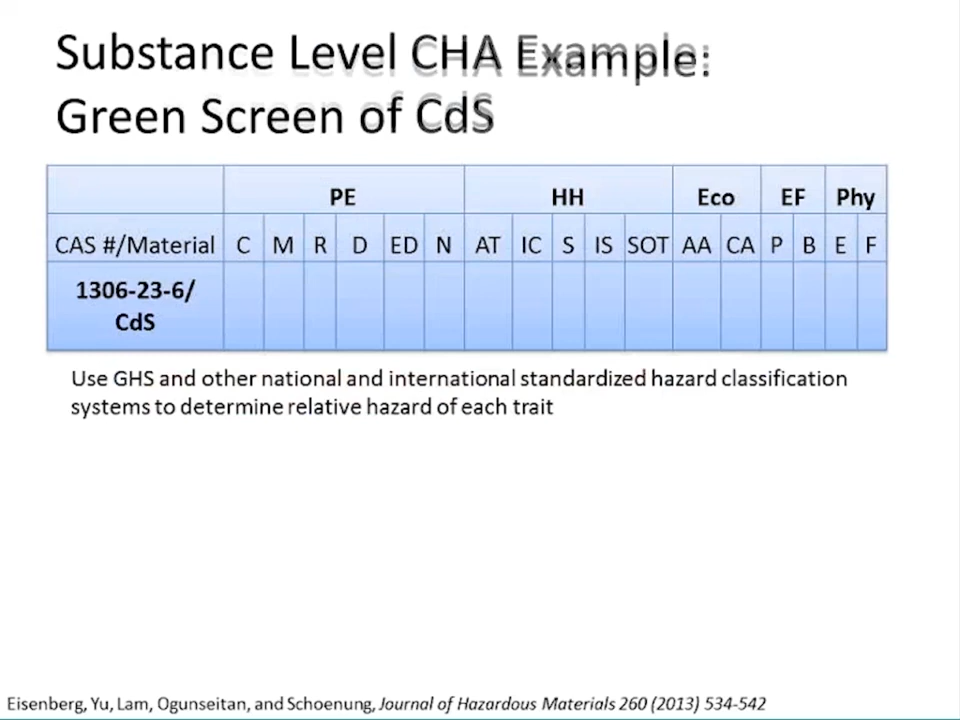 Substance Level CHA Example:
Green Screen of CdS
PE HH Eco EF Phy
CAS #/Material C M R D ED N AT IC S IS SOT AA CA P B E F
1306-23-6/
CdS
Use GHS and other national and international standardized hazard classification
systems to determine relative hazard of each trait
Eisenberg, Yu, Lam, Ogunseitan, and Schoenung, Journal of Hazardous Materials 260 (2013) 534-542